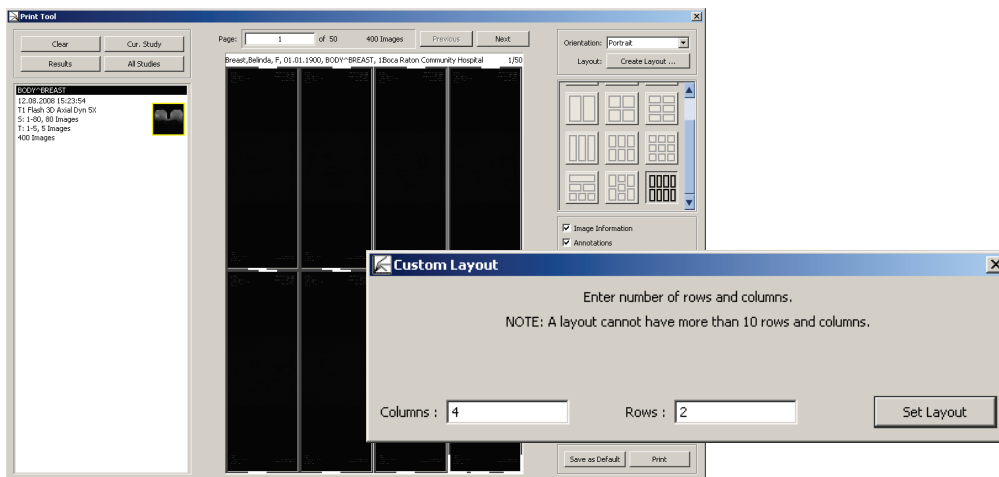 Print Tool
Clear
Cur. Study
Results
All Studies
BODY^BREAST
12.08.2008 15:23:54
T1 Flash 3D Axial Dyn 5X
S: 1-80, 80 Images
T: 1-5, 5 Images
400 Images
Page: 1 of 50 400 Images Previous Next
Breast,Belinda, F, 01.01.1900, BODY^BREAST, 1Boca Raton Community Hospital 1/50
Orientation: Portrait
Layout: Create Layout ...
Image Information
Annotations
Custom Layout
Enter number of rows and columns.
NOTE: A layout cannot have more than 10 rows and columns.
Columns : 4 Rows : 2 Set Layout
Save as Default Print